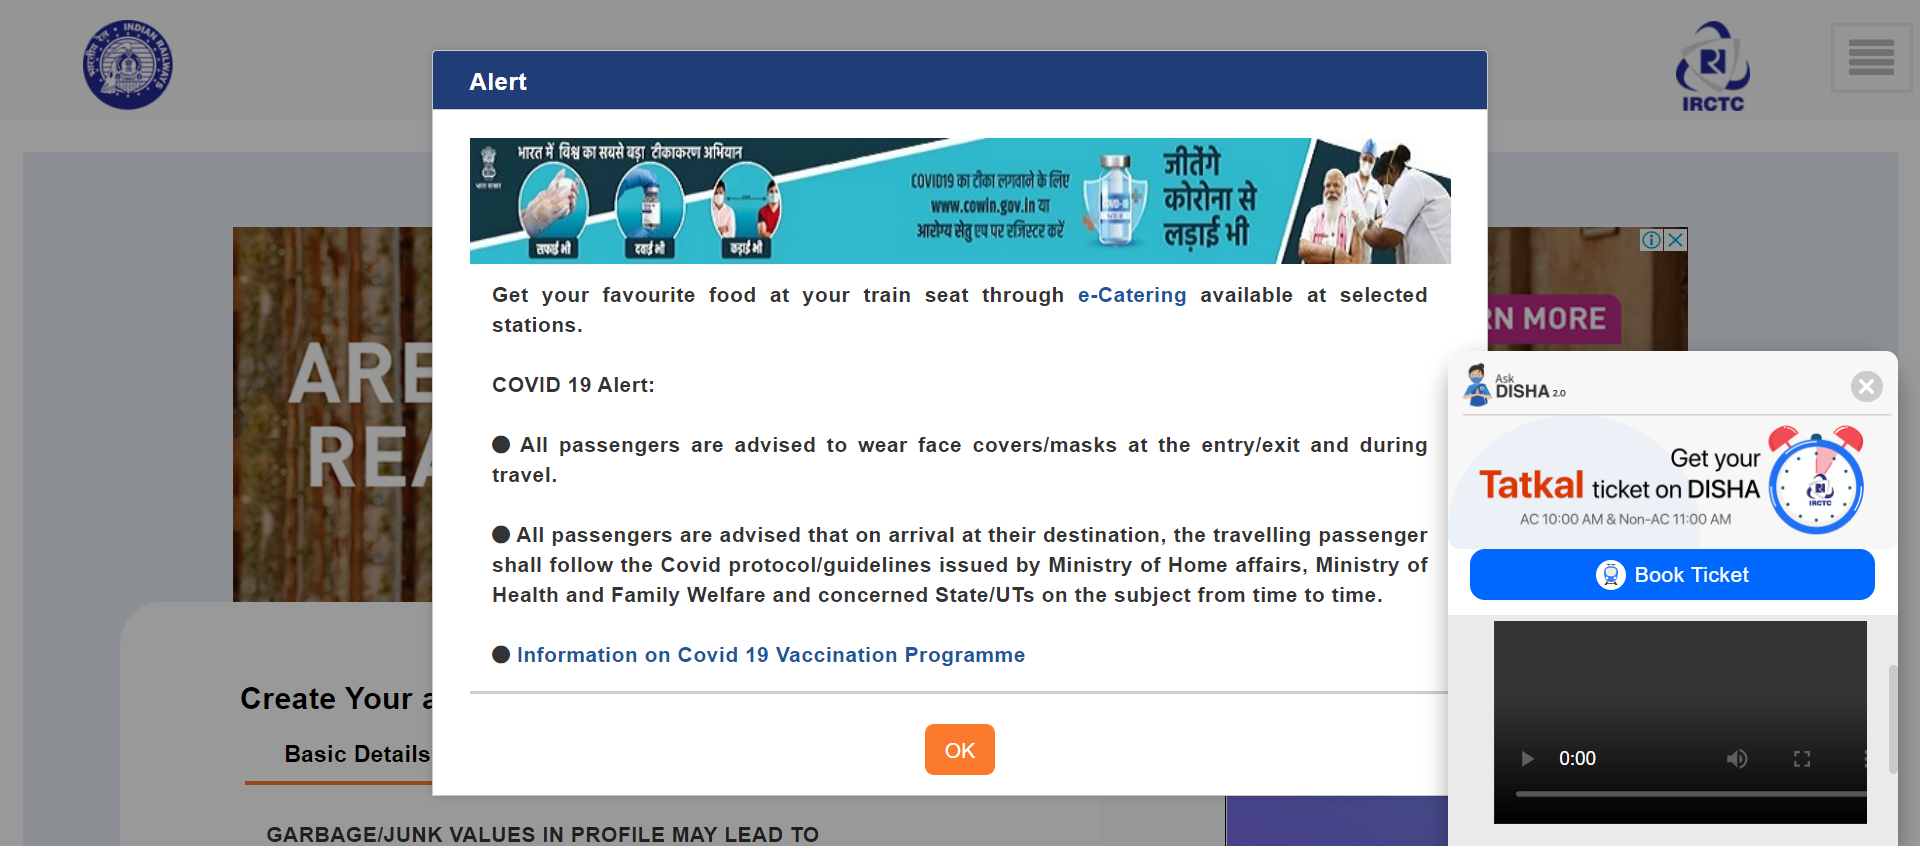 भारतीय रेल INDIAN RAILWAYS
IRCTC
Alert
भारत में विश्व का सबसे बड़ा टीकाकरण अभियान
भारत सरकार
सफाई भी
दवाई भी
कड़ाई भी
COVID19 का टीका लगवाने के लिए
www.cowin.gov.in या
आरोग्य सेतु एप पर रजिस्टर करें
जीतेंगे
कोरोना से
लड़ाई भी
Get your favourite food at your train seat through e-Catering available at selected
stations.
COVID 19 Alert:
● All passengers are advised to wear face covers/masks at the entry/exit and during
travel.
● All passengers are advised that on arrival at their destination, the travelling passenger
shall follow the Covid protocol/guidelines issued by Ministry of Home affairs, Ministry of
Health and Family Welfare and concerned State/UTs on the subject from time to time.
● Information on Covid 19 Vaccination Programme
OK
ARE
REA
RN MORE
Create Your a
Basic Details
GARBAGE/JUNK VALUES IN PROFILE MAY LEAD TO
Ask
DISHA 2.0
Get your
Tatkal ticket on DISHA
AC 10:00 AM & Non-AC 11:00 AM
IRCTC
Book Ticket
0:00